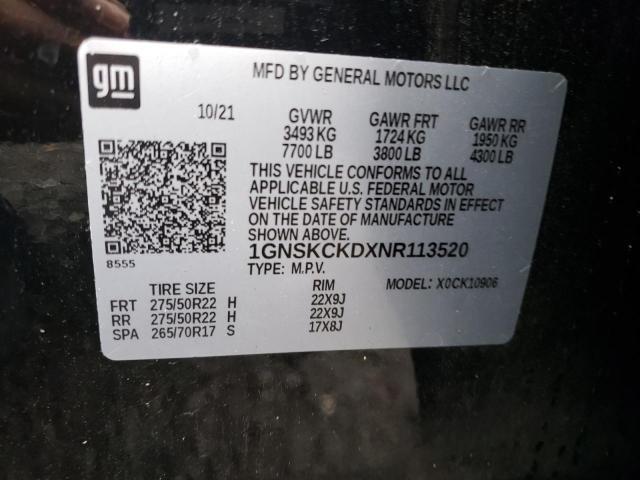 gm
MFD BY GENERAL MOTORS LLC
10/21 GVWR GAWR FRT GAWR RR
3493 KG 1724 KG 1950 KG
7700 LB 3800 LB 4300 LB
THIS VEHICLE CONFORMS TO ALL
APPLICABLE U.S. FEDERAL MOTOR
VEHICLE SAFETY STANDARDS IN EFFECT
ON THE DATE OF MANUFACTURE
SHOWN ABOVE.
8555 1GNSKCKDXNR113520
TYPE: M.P.V. MODEL: X0CK10906
TIRE SIZE RIM
FRT 275/50R22 H 22X9J
RR 275/50R22 H 22X9J
SPA 265/70R17 S 17X8J